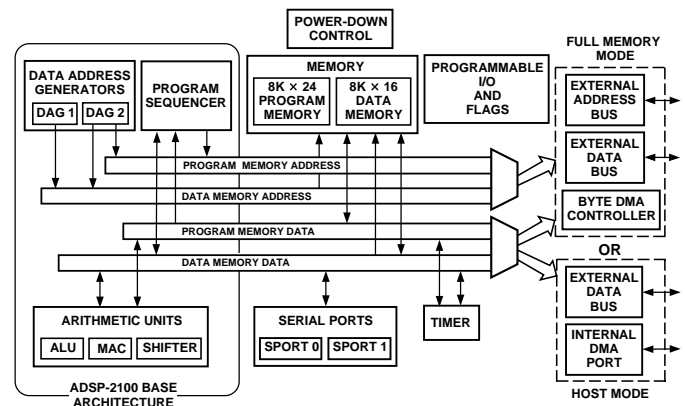 POWER-DOWN
CONTROL
FULL MEMORY
MODE
DATA ADDRESS
GENERATORS
DAG 1
DAG 2
PROGRAM
SEQUENCER
MEMORY
8K × 24
PROGRAM
MEMORY
8K × 16
DATA
MEMORY
PROGRAMMABLE
I/O
AND
FLAGS
EXTERNAL
ADDRESS
BUS
EXTERNAL
DATA
BUS
BYTE DMA
CONTROLLER
OR
EXTERNAL
DATA
BUS
INTERNAL
DMA
PORT
HOST MODE
PROGRAM MEMORY ADDRESS
DATA MEMORY ADDRESS
PROGRAM MEMORY DATA
DATA MEMORY DATA
ARITHMETIC UNITS
ALU
MAC
SHIFTER
SERIAL PORTS
SPORT 0
SPORT 1
TIMER
ADSP-2100 BASE
ARCHITECTURE